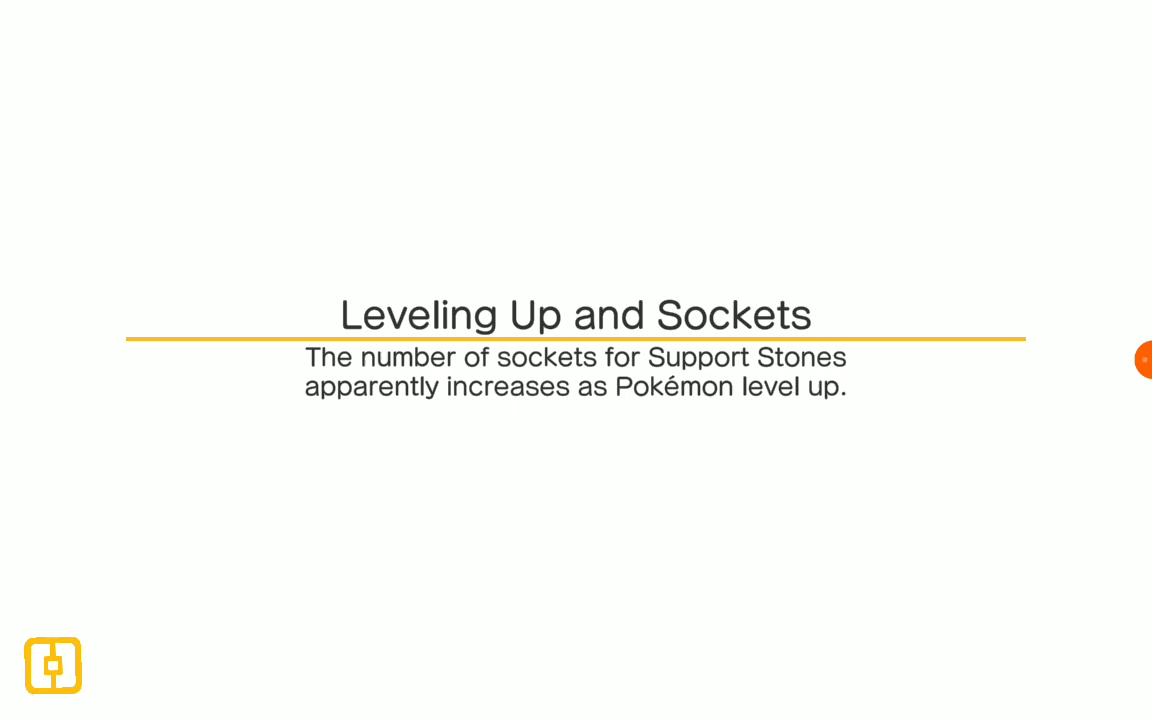 Leveling Up and Sockets
The number of sockets for Support Stones
apparently increases as Pokémon level up.